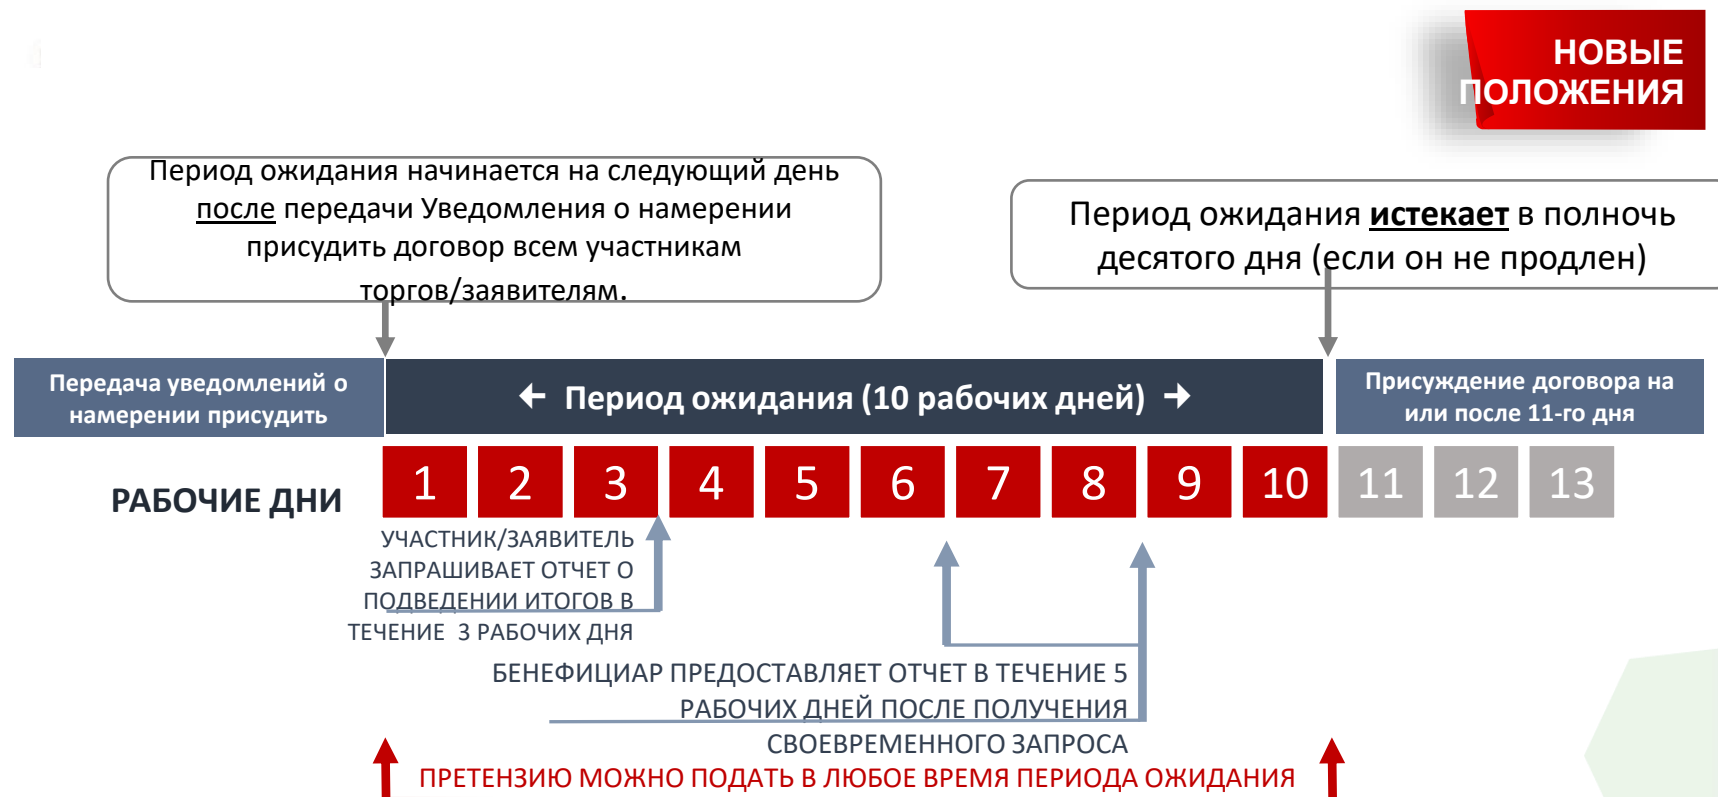 НОВЫЕ
ПОЛОЖЕНИЯ
Период ожидания начинается на следующий день
после передачи Уведомления о намерении
присудить договор всем участникам
торгов/заявителям.
Период ожидания истекает в полночь
десятого дня (если он не продлен)
Передача уведомлений о
намерении присудить
← Период ожидания (10 рабочих дней) →
Присуждение договора на
или после 11-го дня
РАБОЧИЕ ДНИ
1 2 3 4 5 6 7 8 9 10 11 12 13
УЧАСТНИК/ЗАЯВИТЕЛЬ
ЗАПРАШИВАЕТ ОТЧЕТ О
ПОДВЕДЕНИИ ИТОГОВ В
ТЕЧЕНИЕ 3 РАБОЧИХ ДНЯ
БЕНЕФИЦИАР ПРЕДОСТАВЛЯЕТ ОТЧЕТ В ТЕЧЕНИЕ 5
РАБОЧИХ ДНЕЙ ПОСЛЕ ПОЛУЧЕНИЯ
СВОЕВРЕМЕННОГО ЗАПРОСА
ПРЕТЕНЗИЮ МОЖНО ПОДАТЬ В ЛЮБОЕ ВРЕМЯ ПЕРИОДА ОЖИДАНИЯ